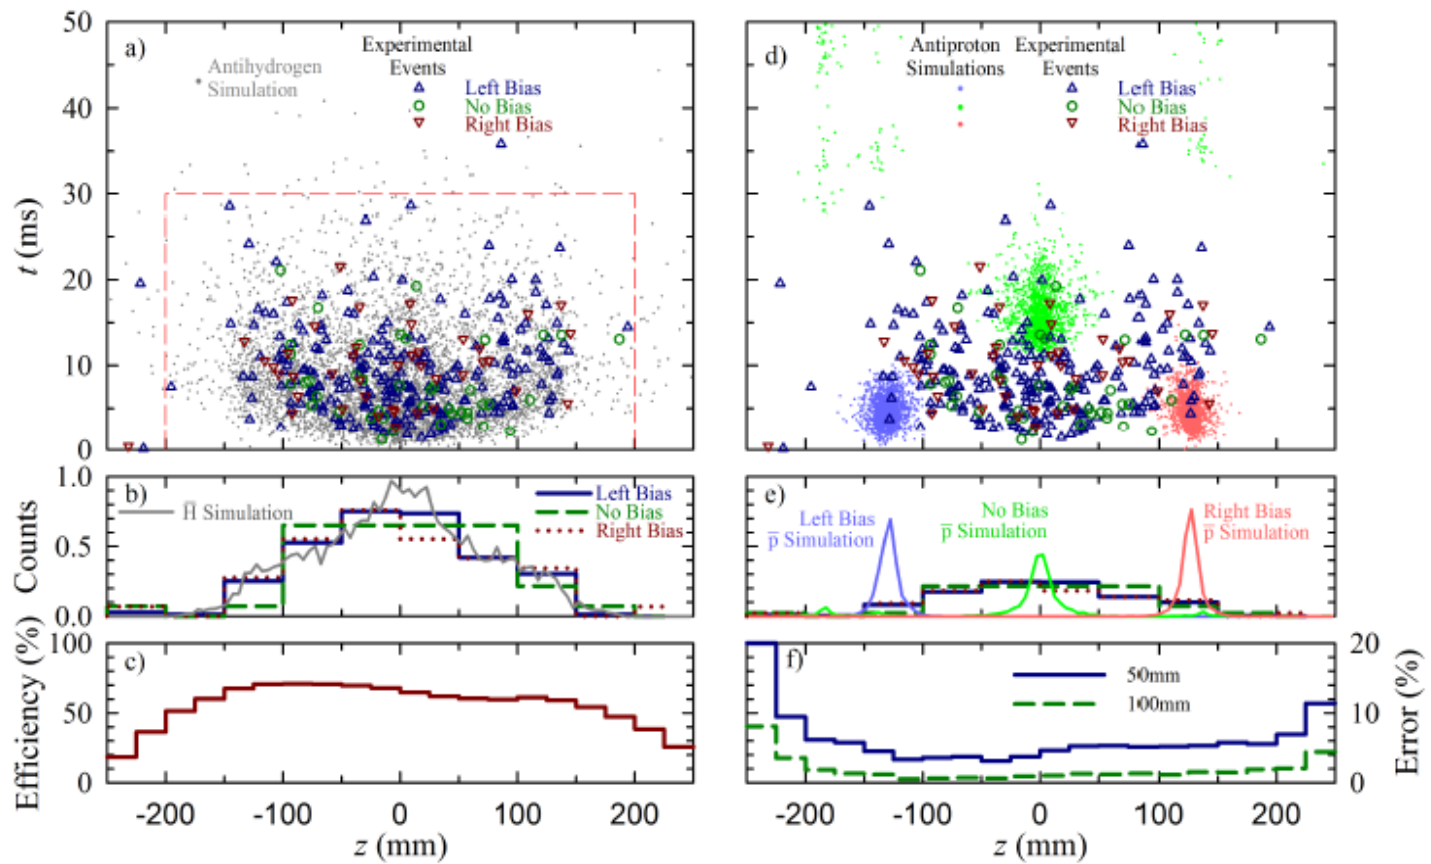 50
40
30
20
10
0
t (ms)
a)
Experimental
Events
Antihydrogen
Simulation
Left Bias
No Bias
Right Bias
d)
Antiproton
Simulations
Experimental
Events
Left Bias
No Bias
Right Bias
1.0
0.5
0.0
Counts
b)
H̅ Simulation
Left Bias
No Bias
Right Bias
e)
Left Bias
p̅ Simulation
No Bias
p̅ Simulation
Right Bias
p̅ Simulation
100
50
0
Efficiency (%)
c)
f)
50mm
100mm
20
10
0
Error (%)
-200 -100 0 100 200
z (mm)
-200 -100 0 100 200
z (mm)